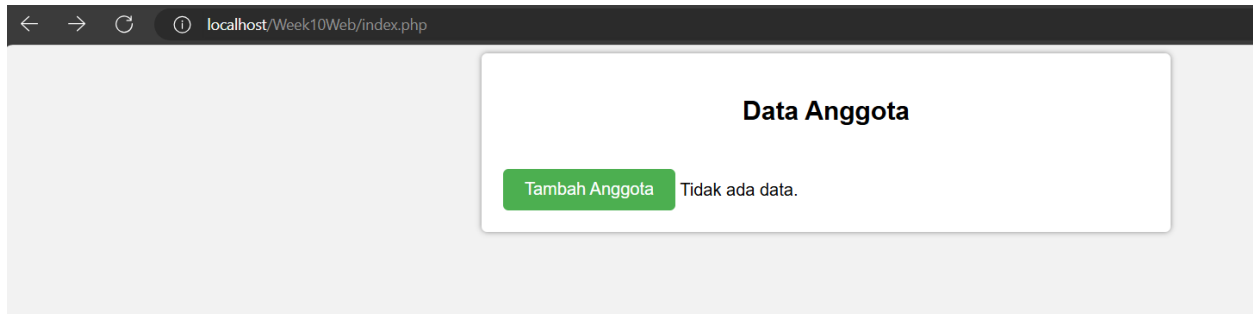 localhost/Week10Web/index.php
Data Anggota
Tambah Anggota Tidak ada data.